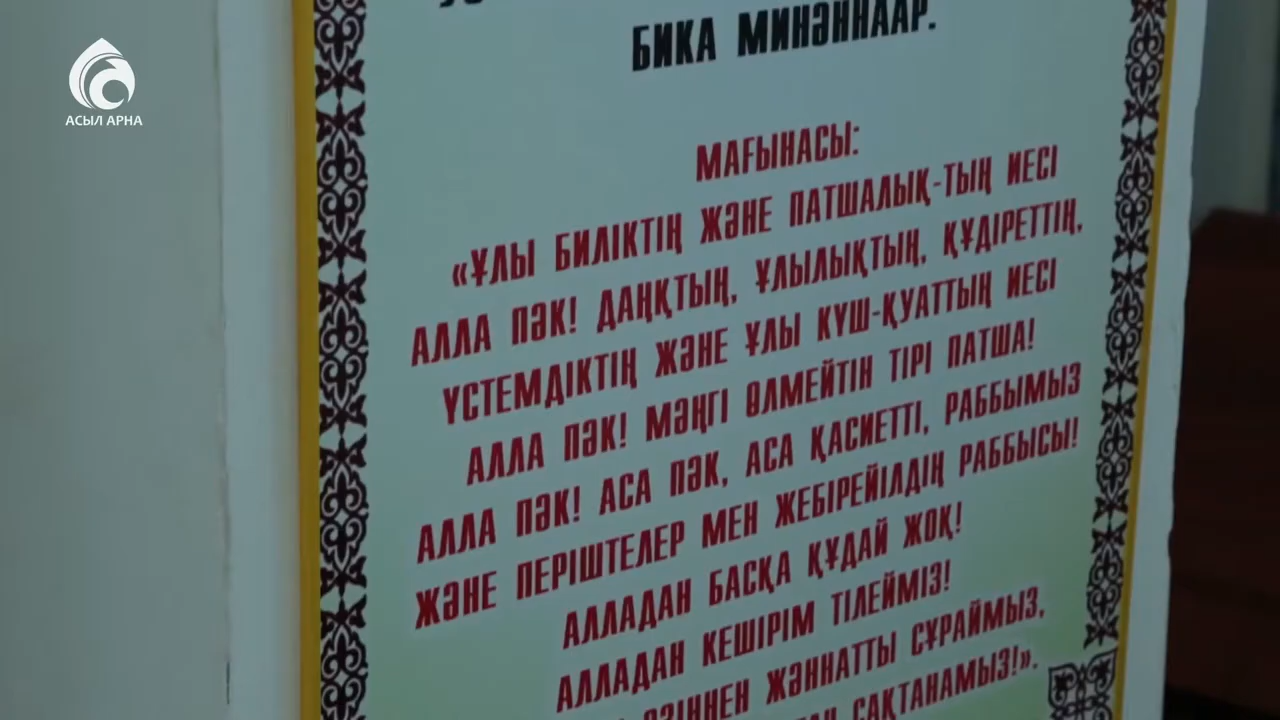 АСЫЛ АРНА
БИКА МИНӘННААР.
МАҒЫНАСЫ:
«ҰЛЫ БИЛІКТІҢ ЖӘНЕ ПАТШАЛЫҚ-ТЫҢ ИЕСІ
АЛЛА ПӘК! ДАҢҚТЫҢ, ҰЛЫЛЫҚТЫҢ, ҚҰДІРЕТТІҢ,
ҮСТЕМДІКТІҢ ЖӘНЕ ҰЛЫ КҮШ-ҚУАТТЫҢ ИЕСІ
АЛЛА ПӘК! МӘҢГІ ӨЛМЕЙТІН ТІРІ ПАТША!
АЛЛА ПӘК! АСА ПӘК, АСА ҚАСИЕТТІ, РАББЫМЫЗ
ЖӘНЕ ПЕРІШТЕЛЕР МЕН ЖЕБІРЕЙІЛДІҢ РАББЫСЫ!
АЛЛАДАН БАСҚА ҚҰДАЙ ЖОҚ!
АЛЛАДАН КЕШІРІМ ТІЛЕЙМІЗ!
ӨЗІҢНЕН ЖӘННАТТЫ СҰРАЙМЫЗ,
САҚТАНАМЫЗ!».